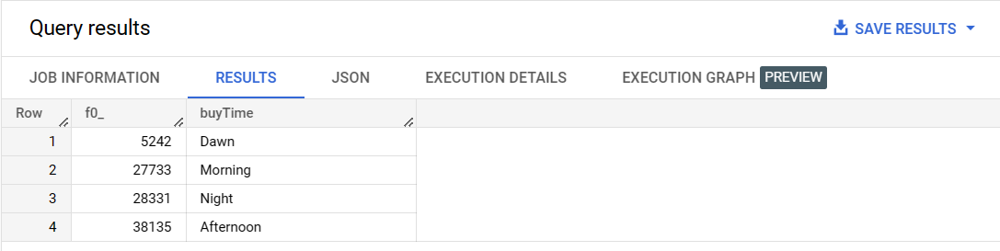 Query results
SAVE RESULTS
JOB INFORMATION RESULTS JSON EXECUTION DETAILS EXECUTION GRAPH PREVIEW
Row f0_ buyTime
1 5242 Dawn
2 27733 Morning
3 28331 Night
4 38135 Afternoon